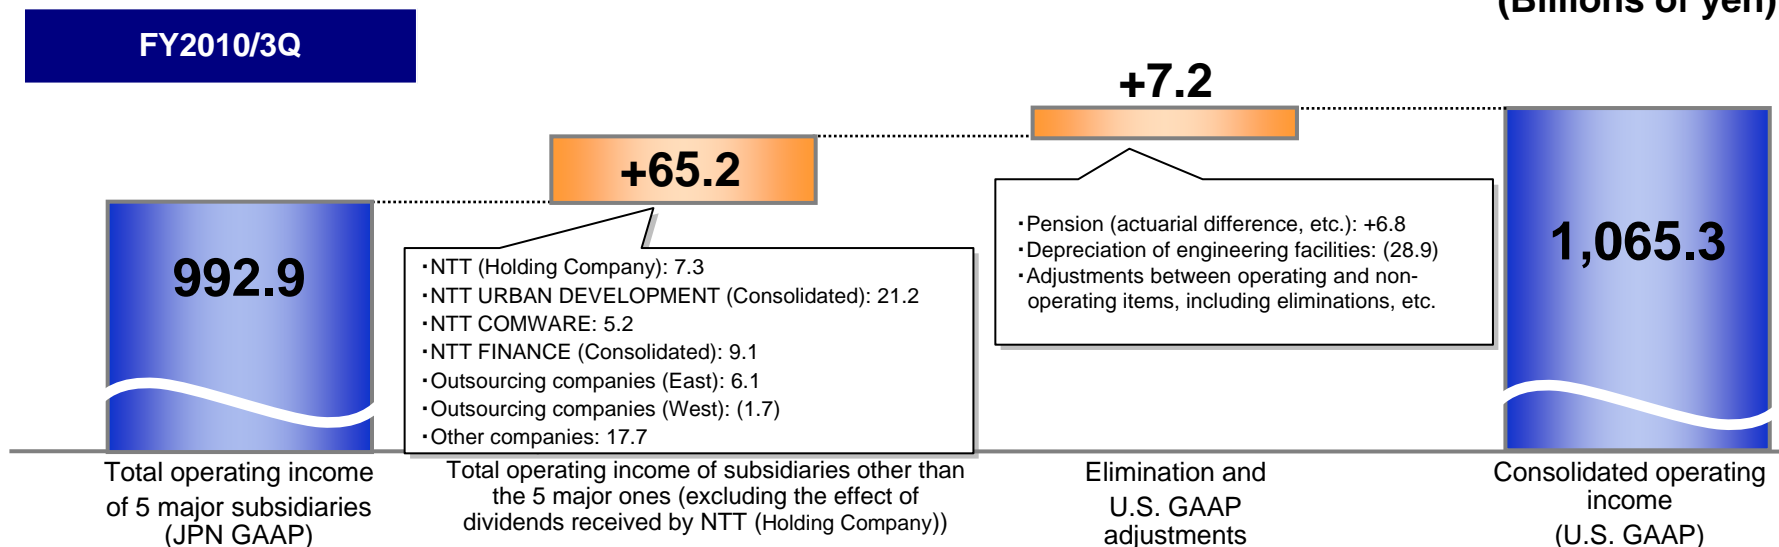 (Billions of yen)
FY2010/3Q
+7.2
+65.2
992.9
1,065.3
・NTT (Holding Company): 7.3
・NTT URBAN DEVELOPMENT (Consolidated): 21.2
・NTT COMWARE: 5.2
・NTT FINANCE (Consolidated): 9.1
・Outsourcing companies (East): 6.1
・Outsourcing companies (West): (1.7)
・Other companies: 17.7
・Pension (actuarial difference, etc.): +6.8
・Depreciation of engineering facilities: (28.9)
・Adjustments between operating and non-
operating items, including eliminations, etc.
Total operating income
of 5 major subsidiaries
(JPN GAAP)
Total operating income of subsidiaries other than
the 5 major ones (excluding the effect of
dividends received by NTT (Holding Company))
Elimination and
U.S. GAAP
adjustments
Consolidated operating
income
(U.S. GAAP)